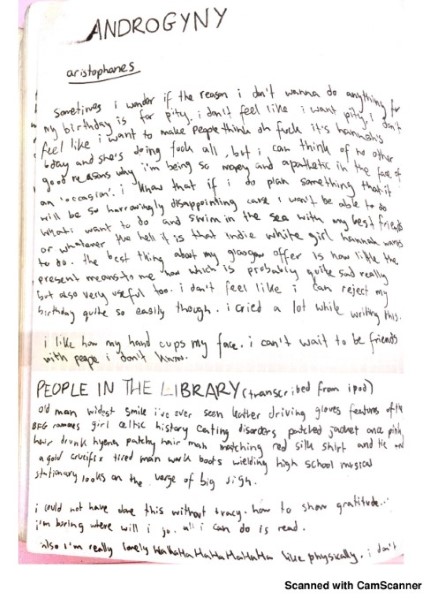 ANDROGYNY
aristophanes
sometimes i wonder if the reason i don't wanna do anything for
my birthday is for pity. i don't feel like i want pity, i don't
feel like i want to make people think oh fuck it's hannah's
bday and she's doing fuck all, but i can think of no other
good reasons why i'm being so mopey and apathetic in the face of
an 'occasion'. i know that if i do plan something that it
will be so harrowingly disappointing cause i won't be able to do
what i want to do and swim in the sea with my best friends
or whatever the hell it is that indie white girl hannah wants
to do. the best thing about my glasgow offer is how little the
present means to me now which is probably quite sad really
but also very useful too. i don't feel like i can reject my
birthday quite so easily though. i cried a lot while writing this.
i like how my hand cups my face. i can't wait to be friends
with people i don't know.
PEOPLE IN THE LIBRARY (transcribed from ipod)
old man widest smile i've ever seen leather driving gloves features of the
BFG girl celtic history eating disorders patched jacket once pink
hair drunk hyena patchy hair man matching red silk shirt and tie and
a gold crucifix tired man work boots wielding high school musical
stationary looks on the verge of big sigh.
i could not have done this without tracy. how to show gratitude...
i'm boring where will i go. all i can do is read.
also i'm really lonely HaHaHaHaHaHaHaHa like physically. i don't
Scanned with CamScanner